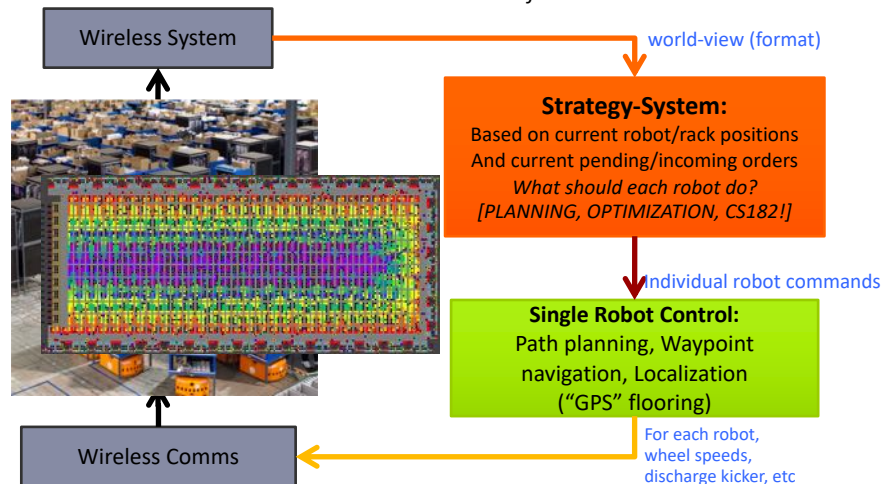 Wireless System
world-view (format)
Strategy-System:
Based on current robot/rack positions
And current pending/incoming orders
What should each robot do?
[PLANNING, OPTIMIZATION, CS182!]
Individual robot commands
Single Robot Control:
Path planning, Waypoint
navigation, Localization
(“GPS” flooring)
Wireless Comms
For each robot,
wheel speeds,
discharge kicker, etc